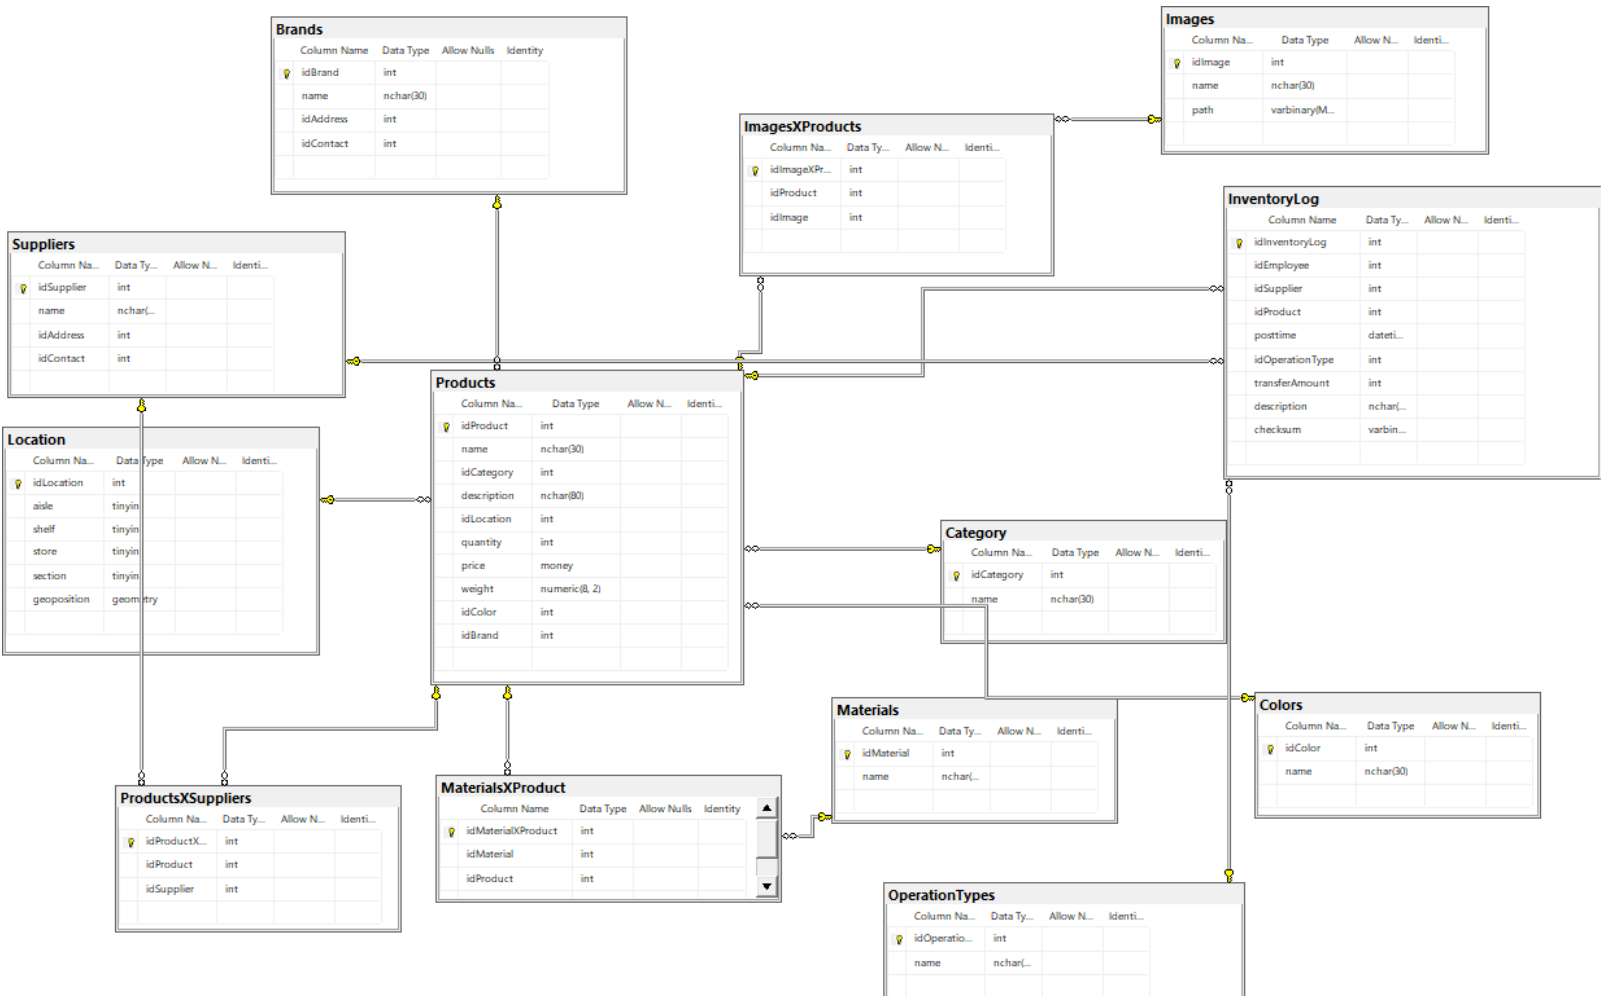 Brands
Column Name Data Type Allow Nulls Identity
idBrand int
name nchar(30)
idAddress int
idContact int
Images
Column Na... Data Type Allow N... Identi...
idImage int
name nchar(30)
path varbinary(M...
ImagesXProducts
Column Na... Data Ty... Allow N... Identi...
idImageXPr... int
idProduct int
idImage int
InventoryLog
Column Name Data Ty... Allow N... Identi...
idInventoryLog int
idEmployee int
idSupplier int
idProduct int
posttime dateti...
idOperationType int
transferAmount int
description nchar(...
checksum varbin...
Suppliers
Column Na... Data Ty... Allow N... Identi...
idSupplier int
name nchar(...
idAddress int
idContact int
Products
Column Na... Data Type Allow N... Identi...
idProduct int
name nchar(30)
idCategory int
description nchar(80)
idLocation int
quantity int
price money
weight numeric(8, 2)
idColor int
idBrand int
Location
Column Na... Data Type Allow N... Identi...
idLocation int
aisle tinyin
shelf tinyin
store tinyin
section tinyin
geoposition geometry
Category
Column Na... Data Type Allow N... Identi...
idCategory int
name nchar(30)
Materials
Column Na... Data Ty... Allow N... Identi...
idMaterial int
name nchar(...
Colors
Column Na... Data Type Allow N... Identi...
idColor int
name nchar(30)
ProductsXSuppliers
Column Na... Data Ty... Allow N... Identi...
idProductX... int
idProduct int
idSupplier int
MaterialsXProduct
Column Name Data Type Allow Nulls Identity
idMaterialXProduct int
idMaterial int
idProduct int
OperationTypes
Column Na... Data Ty... Allow N... Identi...
idOperatio... int
name nchar(...